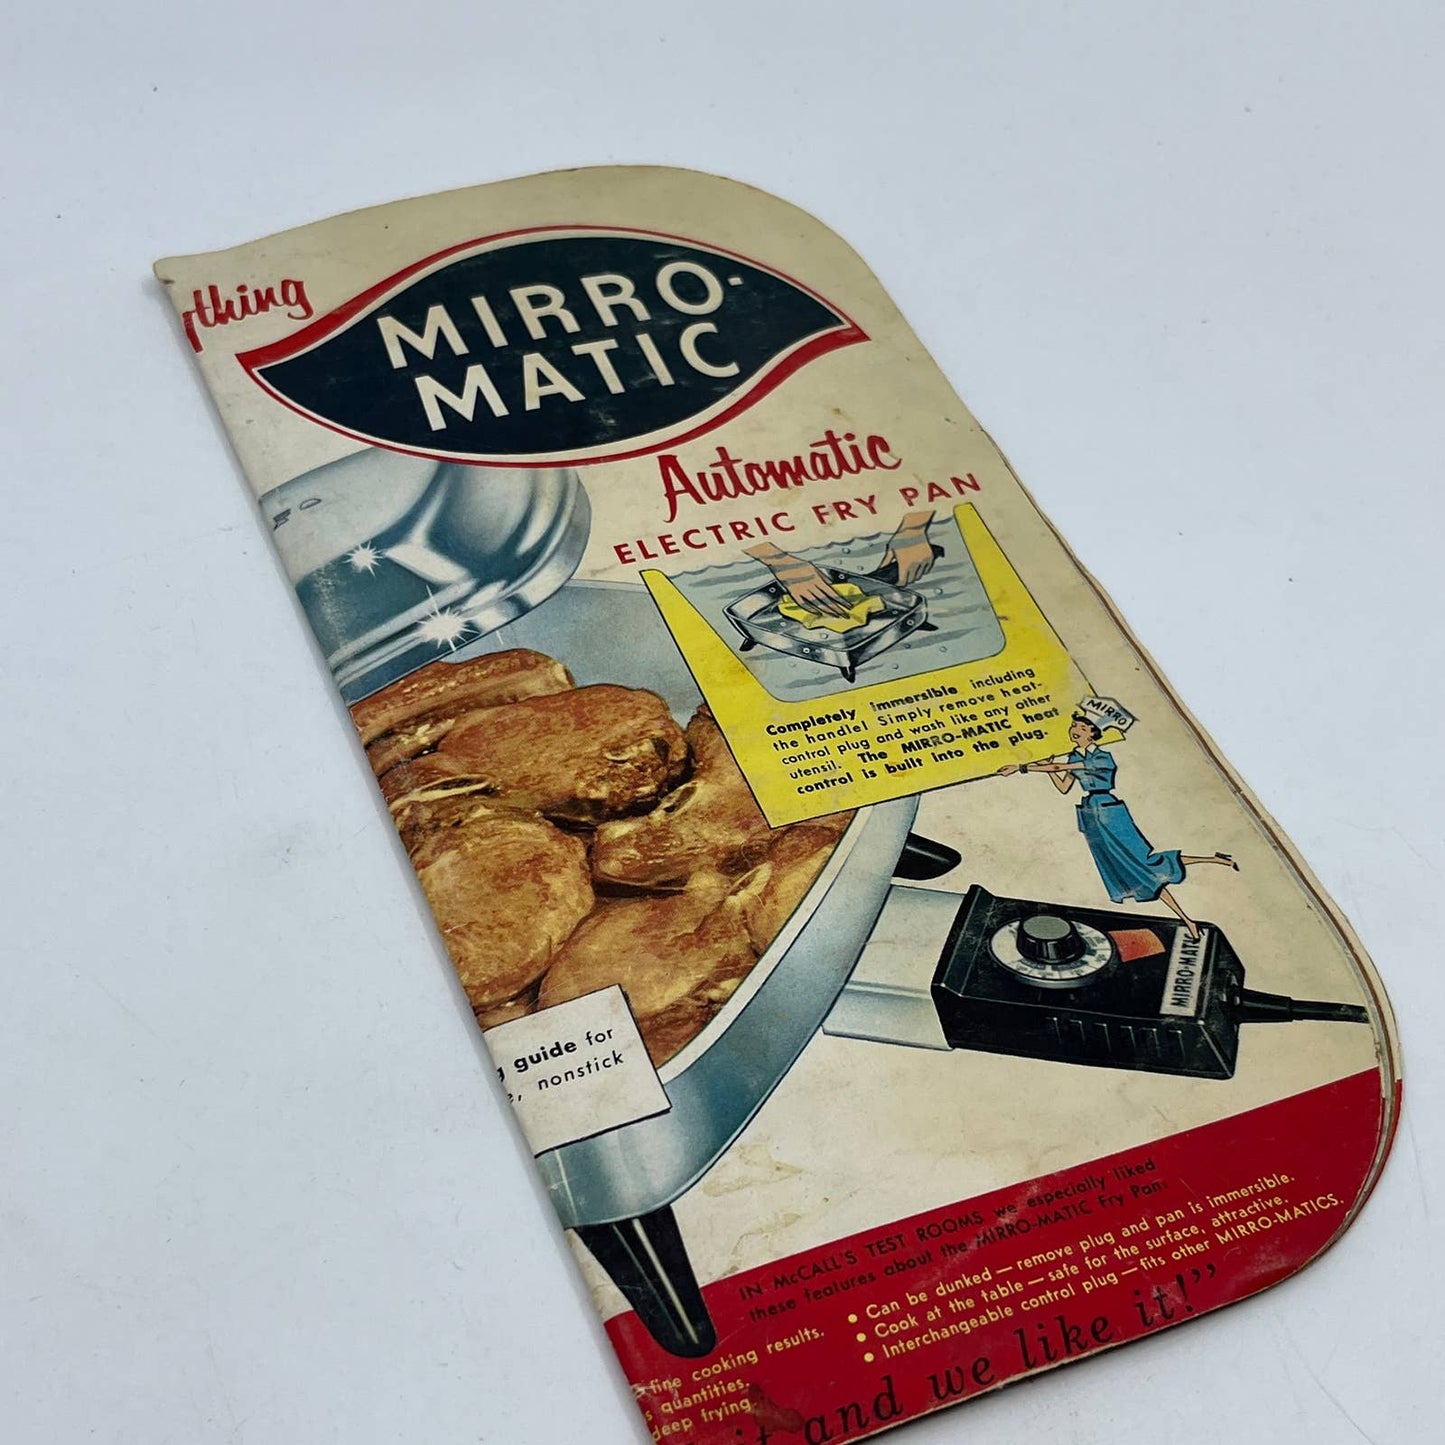 thing
MIRRO-
MATIC
Automatic
ELECTRIC FRY PAN
Completely immersible including
the handle! Simply remove heat-
control plug and wash like any other
utensil. The MIRRO-MATIC heat
control is built into the plug.
MIRRO
MIRRO-MATIC
guide for
nonstick
IN McCALL'S TEST ROOMS we especially liked
these features about the MIRRO-MATIC Fry Pan:
• Can be dunked — remove plug and pan is immersible.
• Cook at the table — safe for the surface, attractive.
• Interchangeable control plug — fits other MIRRO-MATICS.
fine cooking results.
quantities.
deep frying.
it and we like it!”